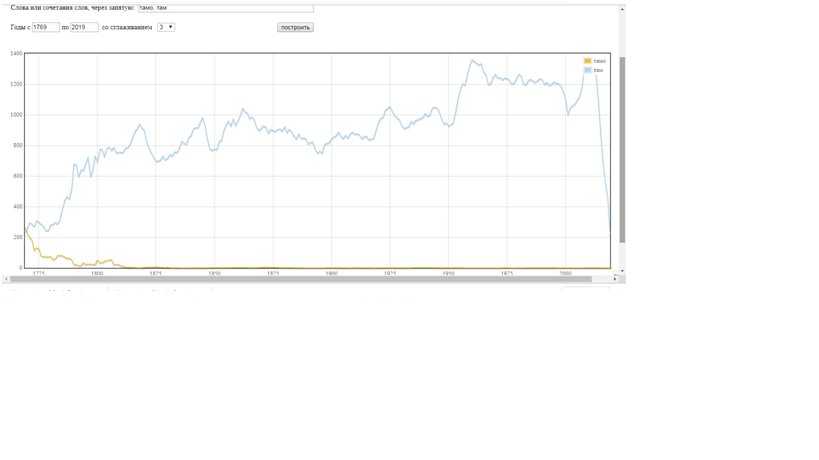 Слова или сочетания слов, через запятую: тамо, там
Годы с 1769 по 2019 со сглаживанием 3 построить
1400
тамо
там
1200
1000
800
600
400
200
0
1775 1800 1825 1850 1875 1900 1925 1950 1975 2000